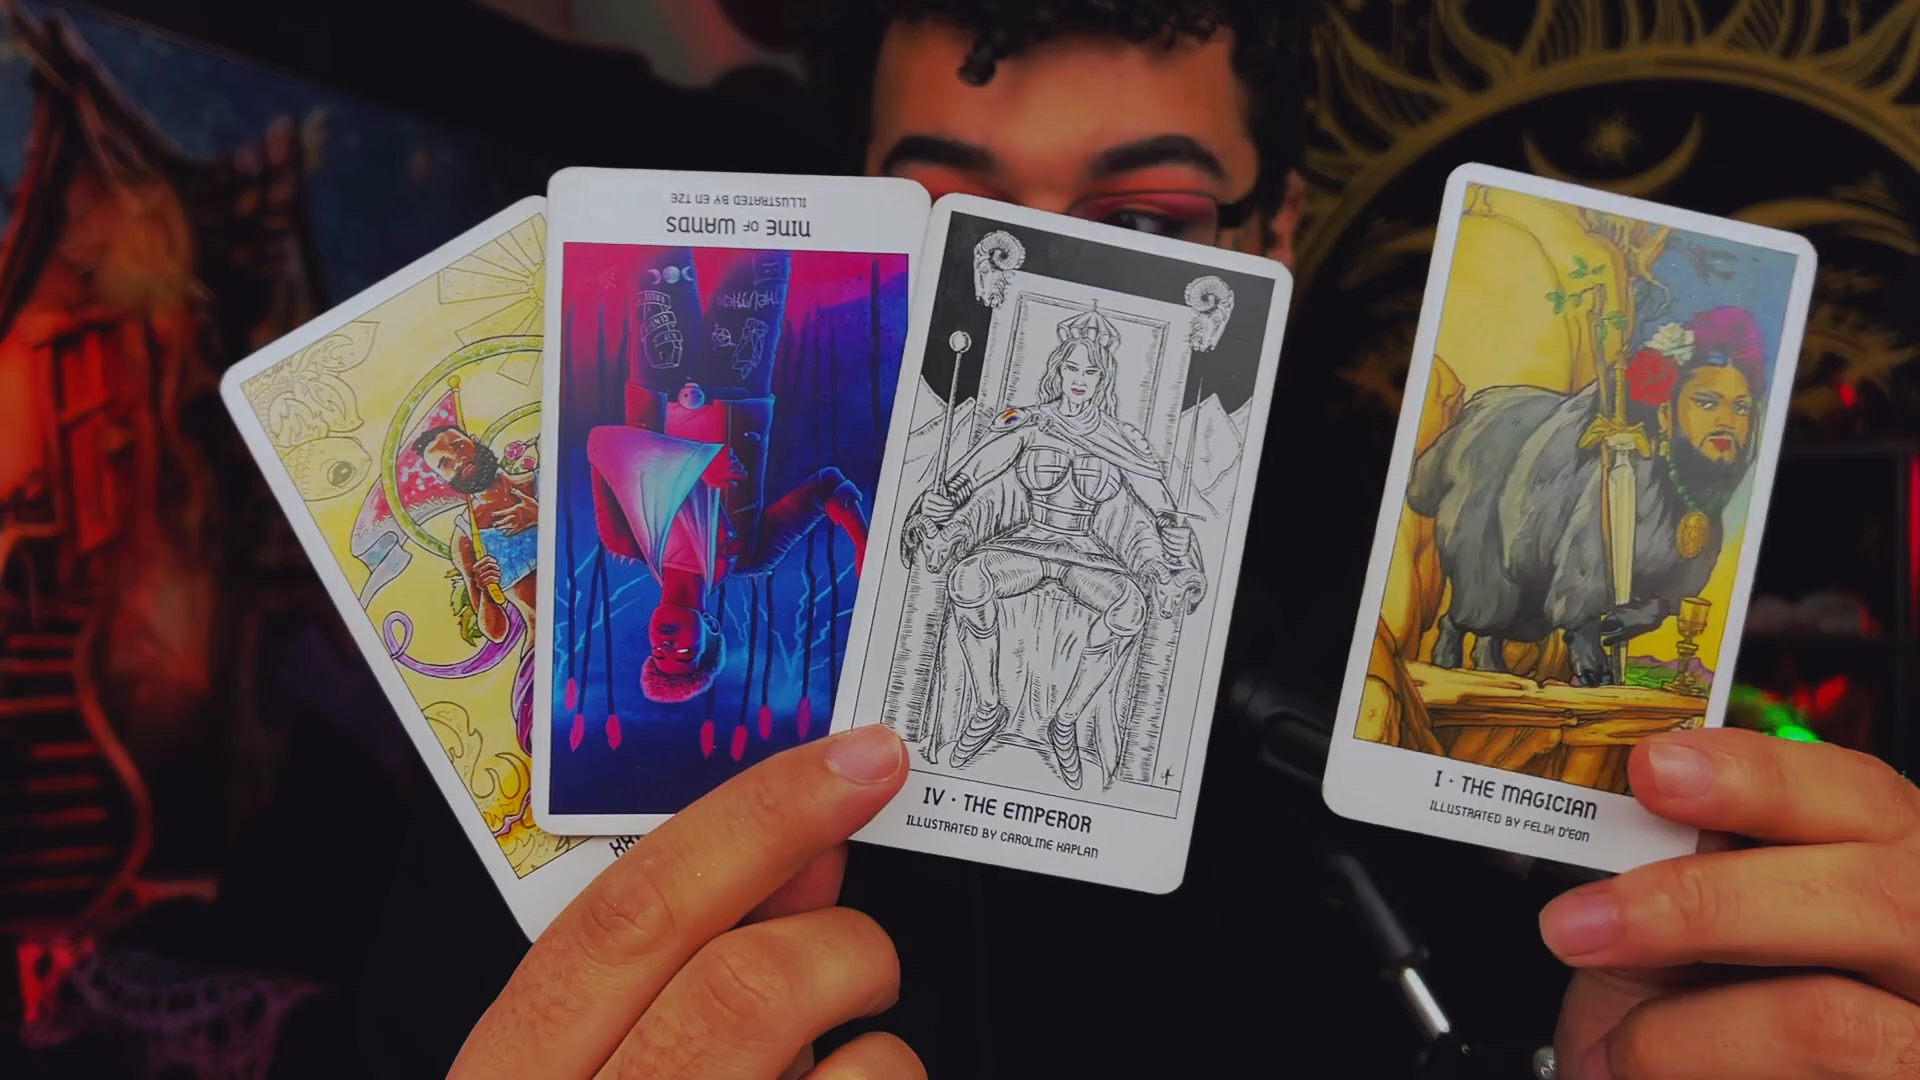 NINE OF WANDS
ILLUSTRATED BY EN TZE
IV · THE EMPEROR
ILLUSTRATED BY CAROLINE KAPLAN
I · THE MAGICIAN
ILLUSTRATED BY FELIX D'EON